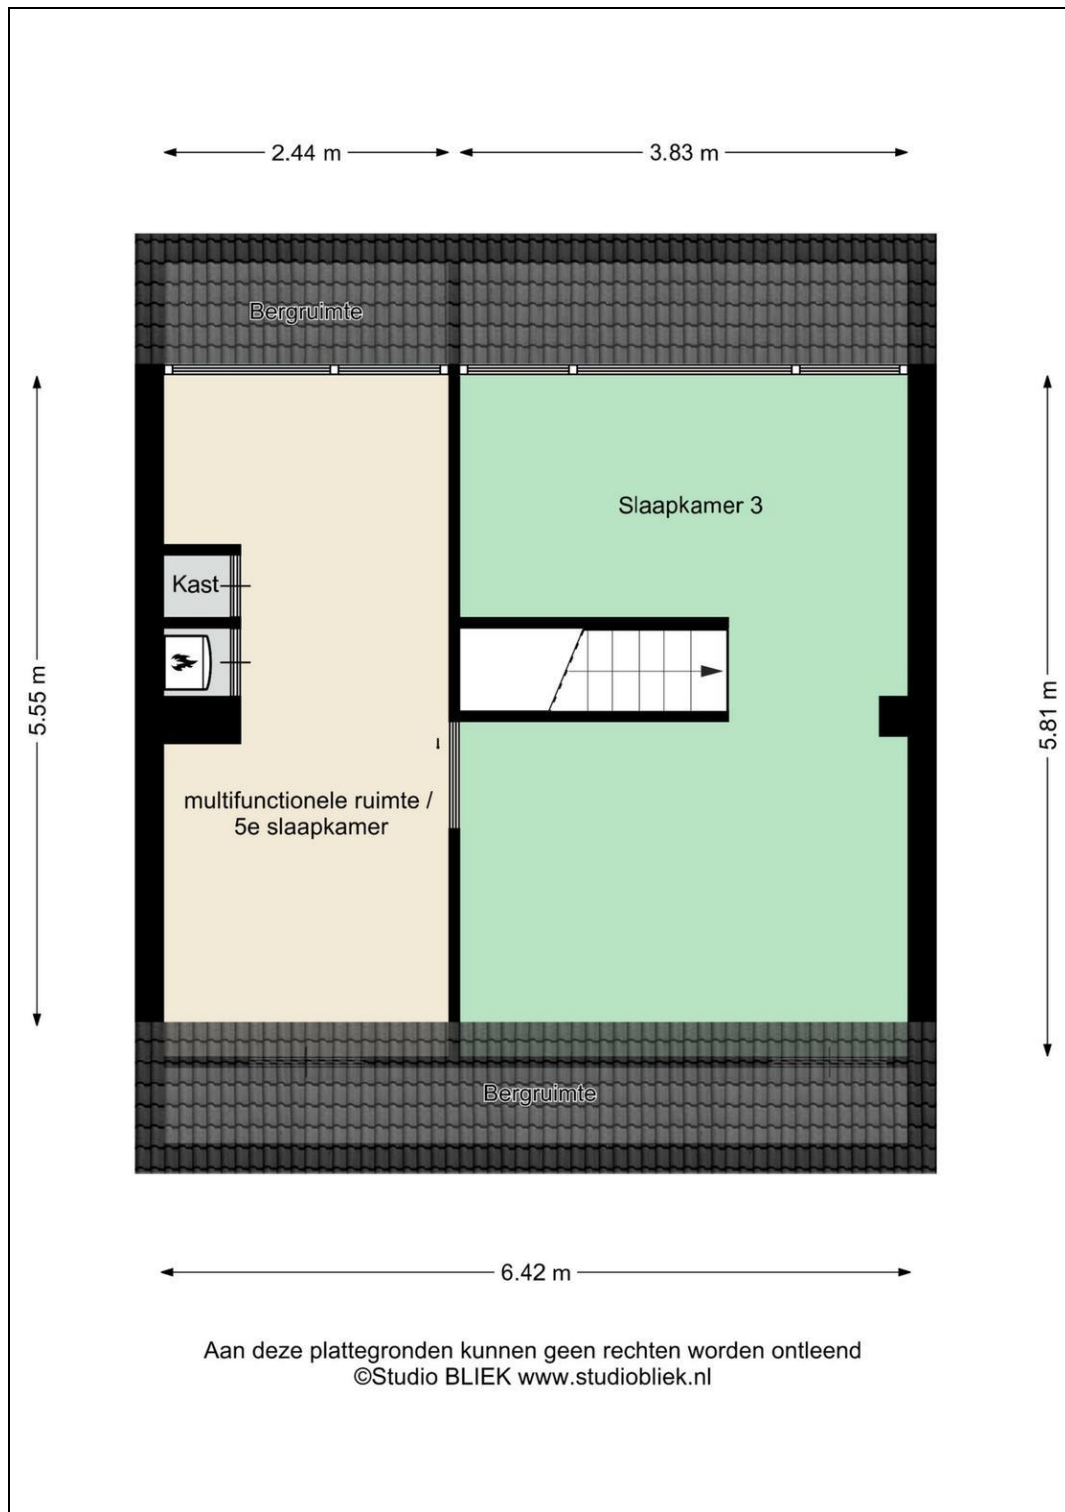 2.44 m
3.83 m
Bergruimte
Slaapkamer 3
Kast
5.55 m
5.81 m
multifunctionele ruimte /
5e slaapkamer
Bergruimte
6.42 m
Aan deze plattegronden kunnen geen rechten worden ontleend
©Studio BLIEK www.studiobliek.nl